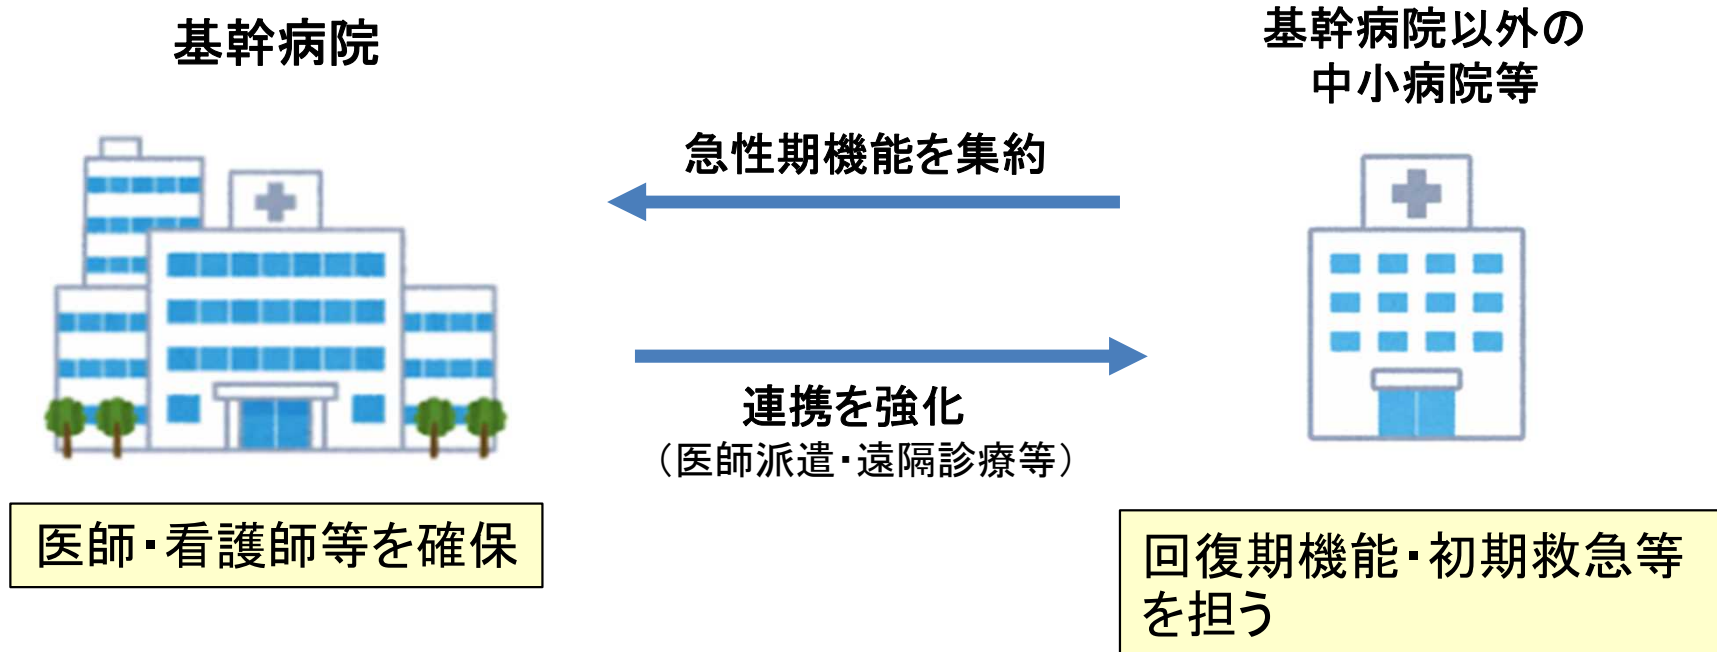 基幹病院
基幹病院以外の
中小病院等
急性期機能を集約
連携を強化
（医師派遣・遠隔診療等）
医師・看護師等を確保
回復期機能・初期救急等
を担う